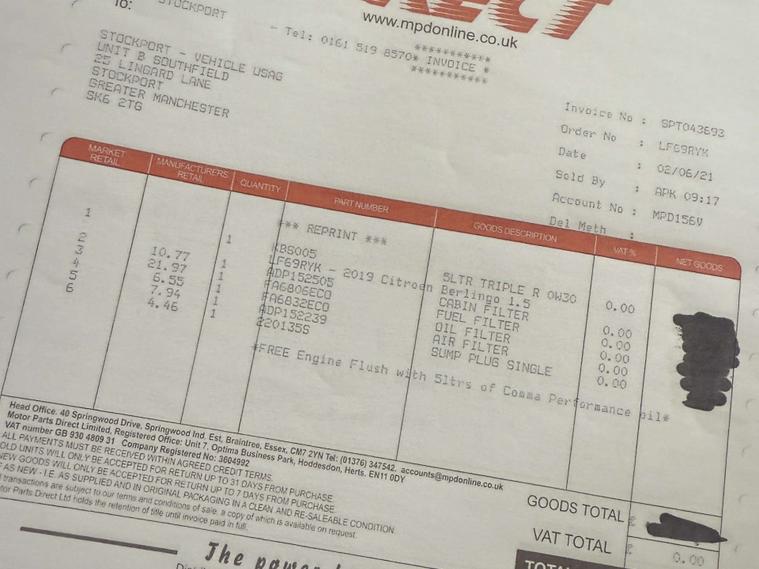 To: STOCKPORT
www.mpdonline.co.uk
- Tel: 0161 519 8570
***********
* INVOICE *
***********
STOCKPORT - VEHICLE USAG
UNIT B SOUTHFIELD
25 LINGARD LANE
STOCKPORT
GREATER MANCHESTER
SK6 2TG
Invoice No : SPT043693
Order No : LF69RYK
Date : 02/06/21
Sold By : APK 09:17
Account No : MPD156V
Del Meth :
MARKET RETAIL MANUFACTURERS RETAIL QUANTITY PART NUMBER GOODS DESCRIPTION VAT % NET GOODS
*** REPRINT ***
1 1 KBS005 5LTR TRIPLE R 0W30 0.00
LF69RYK - 2019 Citroen Berlingo 1.5
2 10.77 1 ADP152505 CABIN FILTER 0.00
3 21.97 1 FA6806ECO FUEL FILTER 0.00
4 6.55 1 FA6832ECO OIL FILTER 0.00
5 7.94 1 ADP152239 AIR FILTER 0.00
6 4.46 1 220135S SUMP PLUG SINGLE 0.00
*FREE Engine Flush with 5ltrs of Comma Performance oil*
Head Office. 40 Springwood Drive, Springwood Ind. Est, Braintree, Essex, CM7 2YN Tel: (01376) 347542. accounts@mpdonline.co.uk
Motor Parts Direct Limited, Registered Office: Unit 7, Optima Business Park, Hoddesdon, Herts. EN11 0DY
VAT number GB 930 4809 31 Company Registered No: 3604992
ALL PAYMENTS MUST BE RECEIVED WITHIN AGREED CREDIT TERMS.
OLD UNITS WILL ONLY BE ACCEPTED FOR RETURN UP TO 31 DAYS FROM PURCHASE.
NEW GOODS WILL ONLY BE ACCEPTED FOR RETURN UP TO 7 DAYS FROM PURCHASE
AS NEW - I.E. AS SUPPLIED AND IN ORIGINAL PACKAGING IN A CLEAN AND RE-SALEABLE CONDITION
transactions are subject to our terms and conditions of sale, a copy of which is available on request.
Motor Parts Direct Ltd holds the retention of title until invoice paid in full.
GOODS TOTAL £
VAT TOTAL £ 0.00
The